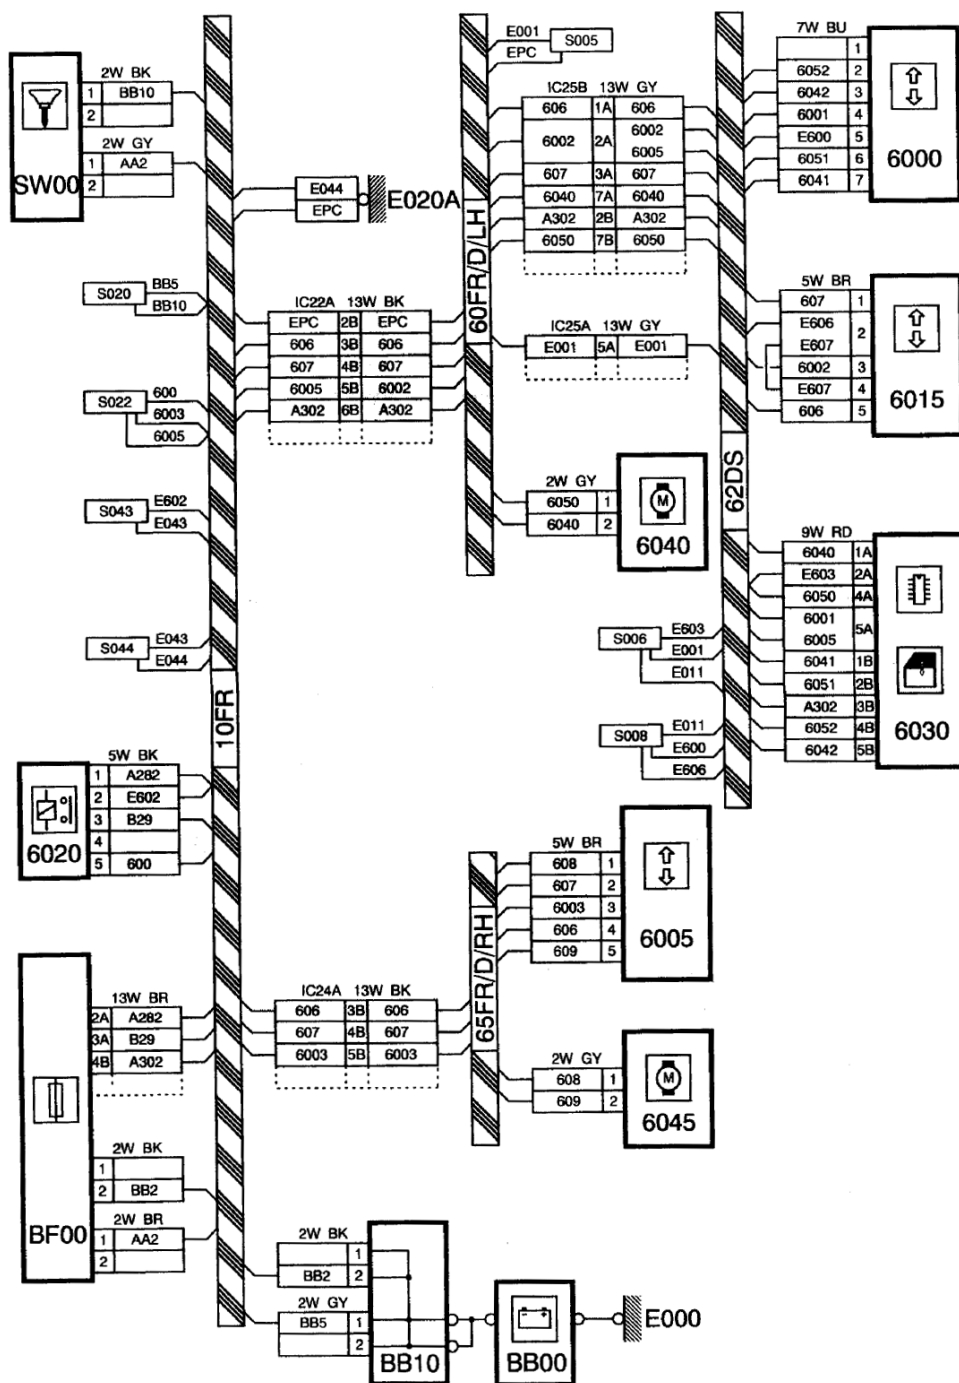 SW00
2W BK
1 BB10
2
2W GY
1 AA2
2
S020
BB5
BB10
S022
600
6003
6005
S043
E602
E043
S044
E043
E044
10FR
5W BK
1 A282
2 E602
3 B29
4
5 600
6020
BF00
13W BR
2A A282
3A B29
4B A302
2W BK
1
2 BB2
2W BR
1 AA2
2
E044
EPC
E020A
IC22A 13W BK
EPC 2B EPC
606 3B 606
607 4B 607
6005 5B 6002
A302 6B A302
IC24A 13W BK
606 3B 606
607 4B 607
6003 5B 6003
2W BK
1
BB2 2
2W GY
BB5 1
2
BB10
BB00
E000
60FR/D/LH
E001
EPC
S005
IC25B 13W GY
606 1A 606
6002 2A 6002
6005
607 3A 607
6040 7A 6040
A302 2B A302
6050 7B 6050
IC25A 13W GY
E001 5A E001
2W GY
6050 1
6040 2
M
6040
S006
E603
E001
E011
S008
E011
E600
E606
65FR/D/RH
5W BR
608 1
607 2
6003 3
606 4
609 5
6005
2W GY
608 1
609 2
M
6045
62DS
7W BU
1
6052 2
6042 3
6001 4
E600 5
6051 6
6041 7
6000
5W BR
607 1
E606 2
E607
6002 3
E607 4
606 5
6015
9W RD
6040 1A
E603 2A
6050 4A
6001 5A
6005
6041 1B
6051 2B
A302 3B
6052 4B
6042 5B
6030